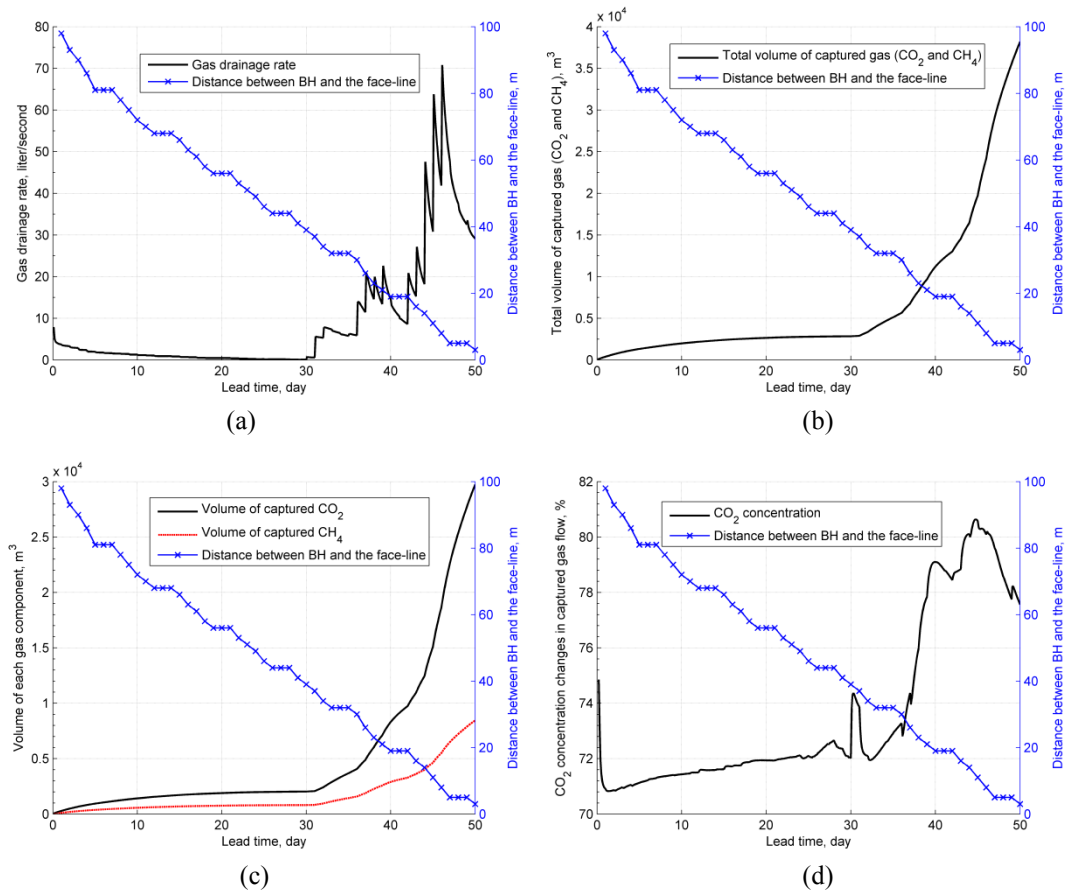 80
70
60
50
40
30
20
10
0
Gas drainage rate, liter/second
Gas drainage rate
Distance between BH and the face-line
100
80
60
40
20
0
Distance between BH and the face-line, m
0 10 20 30 40 50
Lead time, day
(a)
x 10⁴
4
3.5
3
2.5
2
1.5
1
0.5
0
Total volume of captured gas (CO₂ and CH₄), m³
Total volume of captured gas (CO₂ and CH₄), m³
Distance between BH and the face-line
100
80
60
40
20
0
Distance between BH and the face-line, m
0 10 20 30 40 50
Lead time, day
(b)
x 10⁴
3
2.5
2
1.5
1
0.5
0
Volume of each gas component, m³
Volume of captured CO₂
Volume of captured CH₄
Distance between BH and the face-line
100
80
60
40
20
0
Distance between BH and the face-line, m
0 10 20 30 40 50
Lead time, day
(c)
82
80
78
76
74
72
70
CO₂ concentration changes in captured gas flow, %
CO₂ concentration
Distance between BH and the face-line
100
80
60
40
20
0
Distance between BH and the face-line, m
0 10 20 30 40 50
Lead time, day
(d)